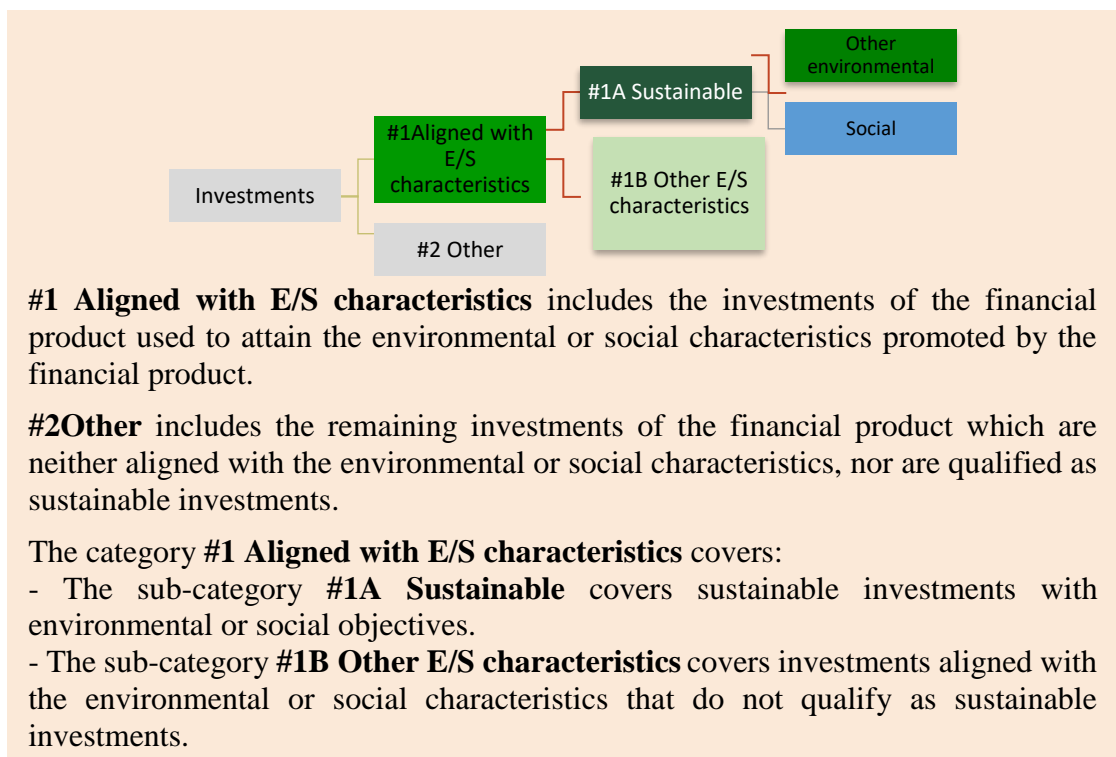 Other
environmental
#1A Sustainable
Social
#1Aligned with
E/S
characteristics
#1B Other E/S
characteristics
Investments
#2 Other
#1 Aligned with E/S characteristics includes the investments of the financial
product used to attain the environmental or social characteristics promoted by the
financial product.
#2Other includes the remaining investments of the financial product which are
neither aligned with the environmental or social characteristics, nor are qualified as
sustainable investments.
The category #1 Aligned with E/S characteristics covers:
- The sub-category #1A Sustainable covers sustainable investments with
environmental or social objectives.
- The sub-category #1B Other E/S characteristics covers investments aligned with
the environmental or social characteristics that do not qualify as sustainable
investments.